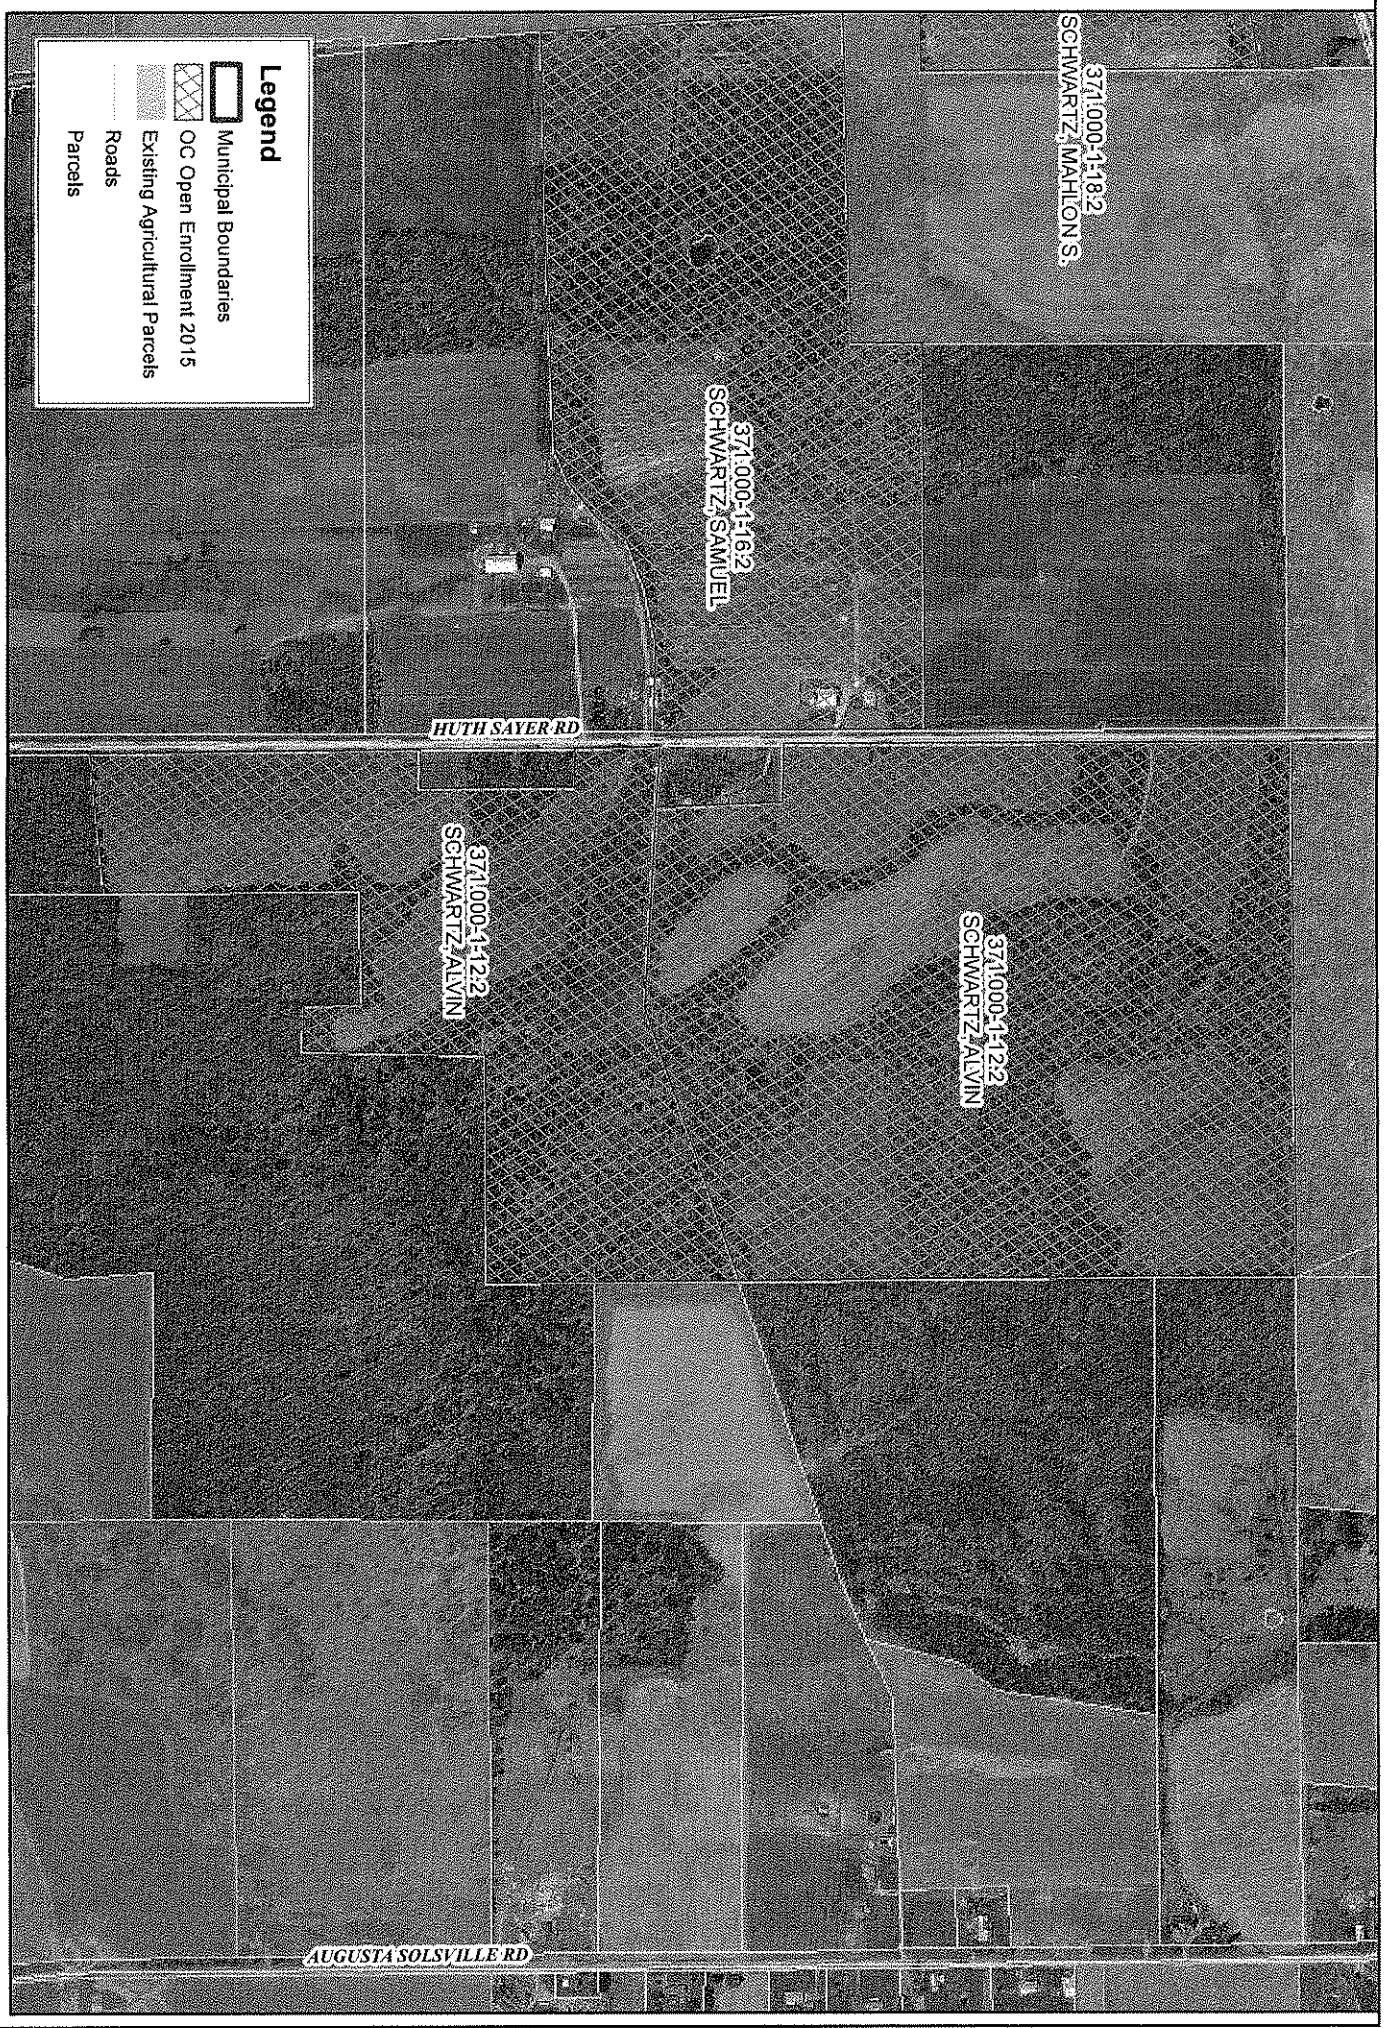 371.000-1-18.2
SCHWARTZ, MAHLON S.
371.000-1-16.2
SCHWARTZ, SAMUEL
371.000-1-12.2
SCHWARTZ, ALVIN
371.000-1-12.2
SCHWARTZ, ALVIN
HUTH SAYER RD
AUGUSTA SOLSVILLE RD
Legend
Municipal Boundaries
OC Open Enrollment 2015
Existing Agricultural Parcels
Roads
Parcels